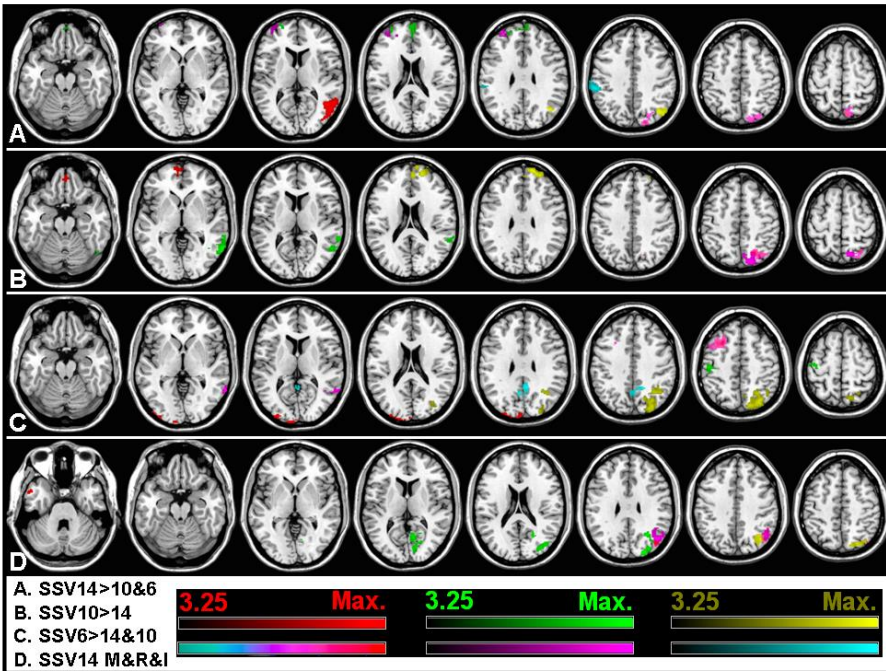 A
B
C
D
A. SSV14>10&6
B. SSV10>14
C. SSV6>14&10
D. SSV14 M&R&I
3.25 Max. 3.25 Max. 3.25 Max.